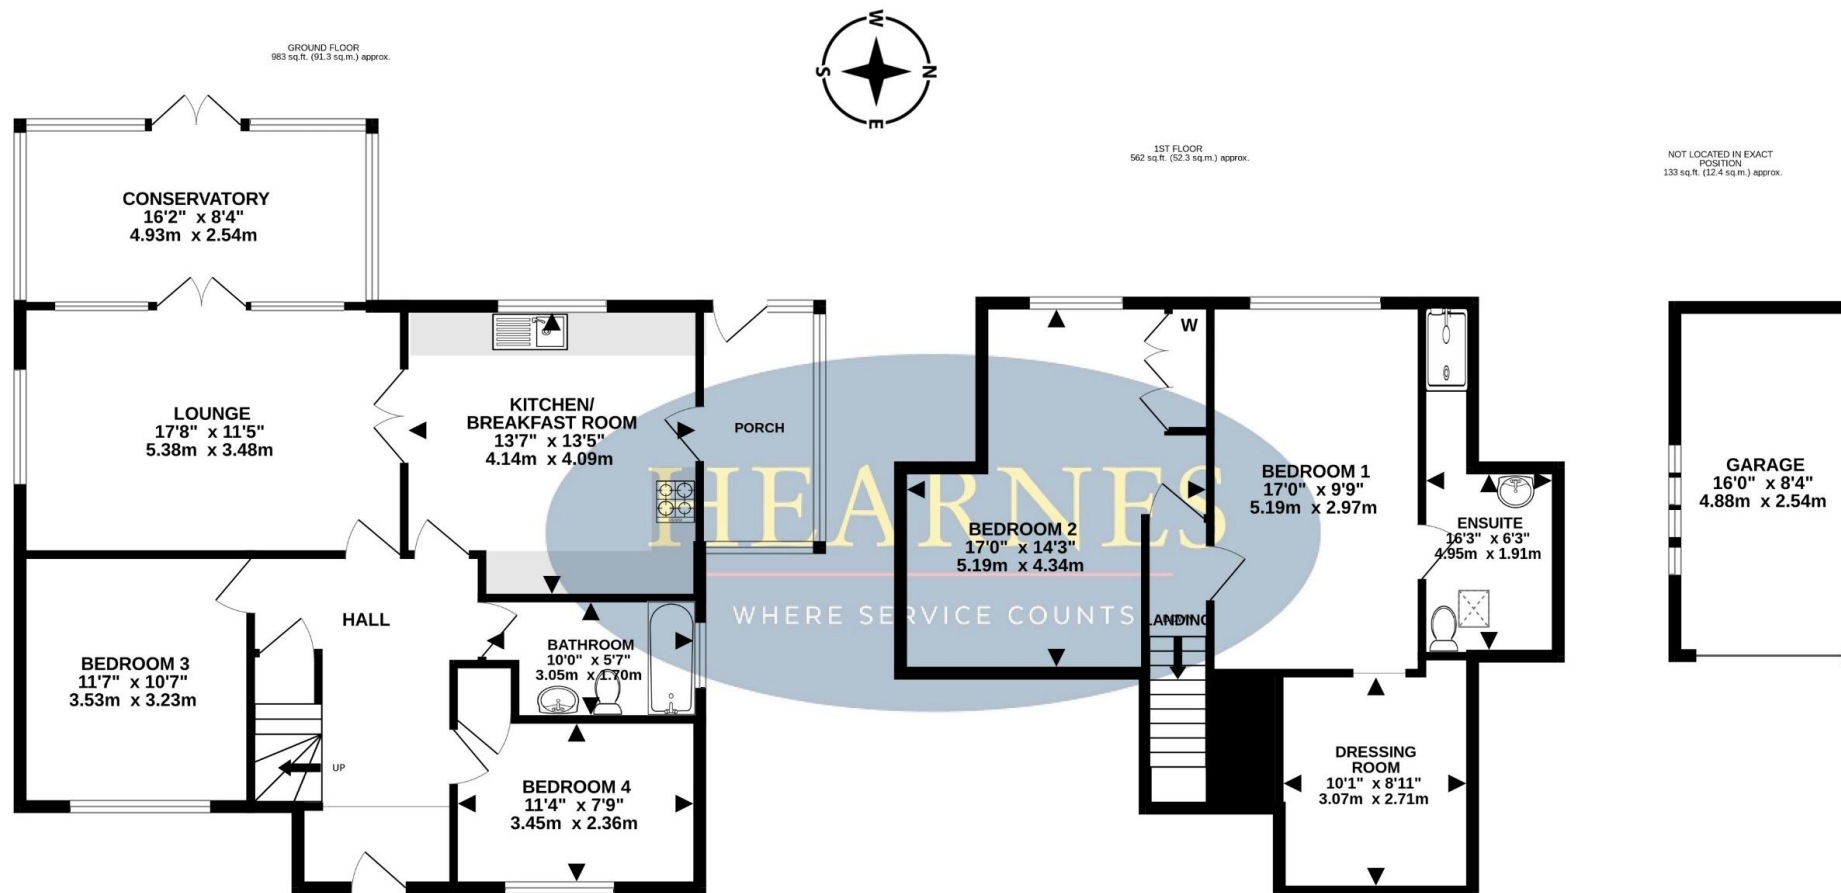 GROUND FLOOR
983 sq.ft. (91.3 sq.m.) approx.
W
S
N
E
1ST FLOOR
562 sq.ft. (52.3 sq.m.) approx.
NOT LOCATED IN EXACT
POSITION
133 sq.ft. (12.4 sq.m.) approx.
CONSERVATORY
16'2" x 8'4"
4.93m x 2.54m
LOUNGE
17'8" x 11'5"
5.38m x 3.48m
KITCHEN/
BREAKFAST ROOM
13'7" x 13'5"
4.14m x 4.09m
PORCH
HALL
BATHROOM
10'0" x 5'7"
3.05m x 1.70m
BEDROOM 3
11'7" x 10'7"
3.53m x 3.23m
UP
BEDROOM 4
11'4" x 7'9"
3.45m x 2.36m
HEARNES
WHERE SERVICE COUNTS
W
BEDROOM 1
17'0" x 9'9"
5.19m x 2.97m
BEDROOM 2
17'0" x 14'3"
5.19m x 4.34m
ENSUITE
16'3" x 6'3"
4.95m x 1.91m
LANDING
DRESSING
ROOM
10'1" x 8'11"
3.07m x 2.71m
GARAGE
16'0" x 8'4"
4.88m x 2.54m